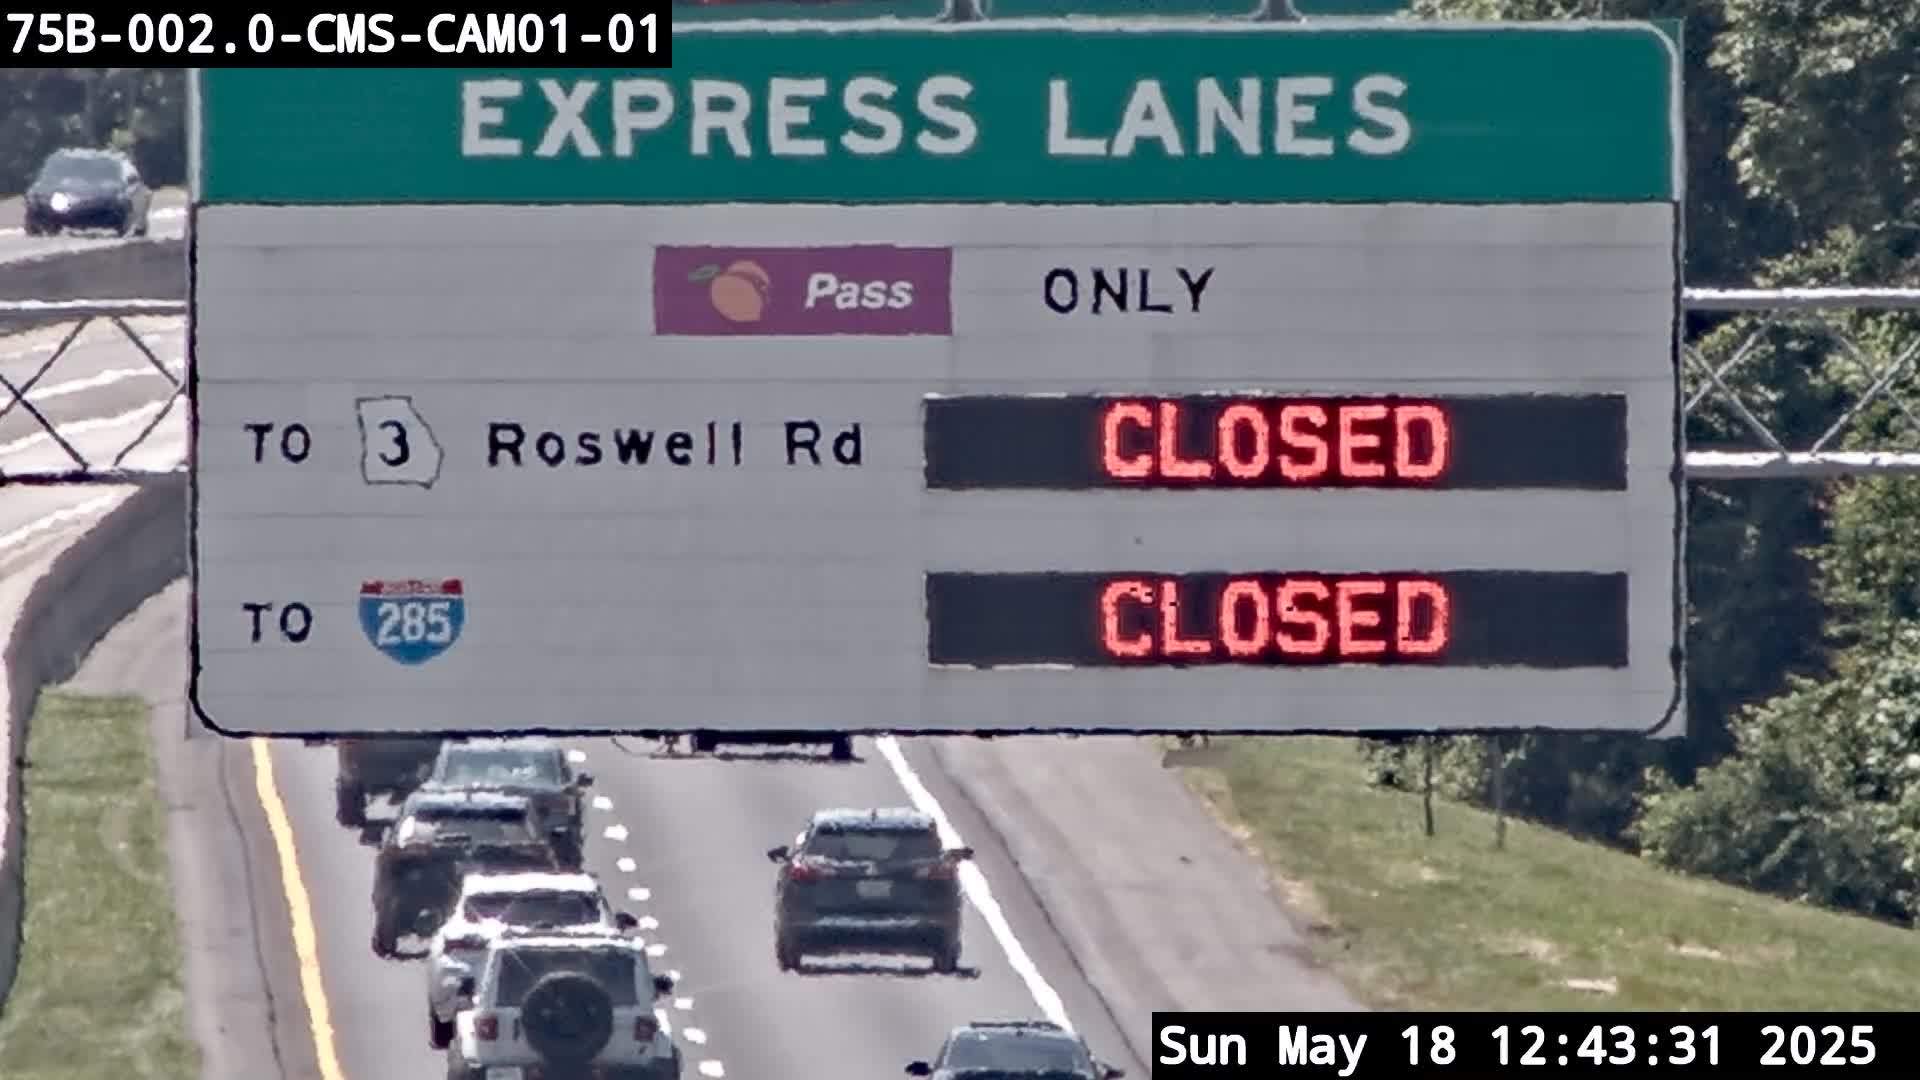 75B-002.0-CMS-CAM01-01
EXPRESS LANES
Pass ONLY
TO 3 Roswell Rd CLOSED
TO 285 CLOSED
Sun May 18 12:43:31 2025